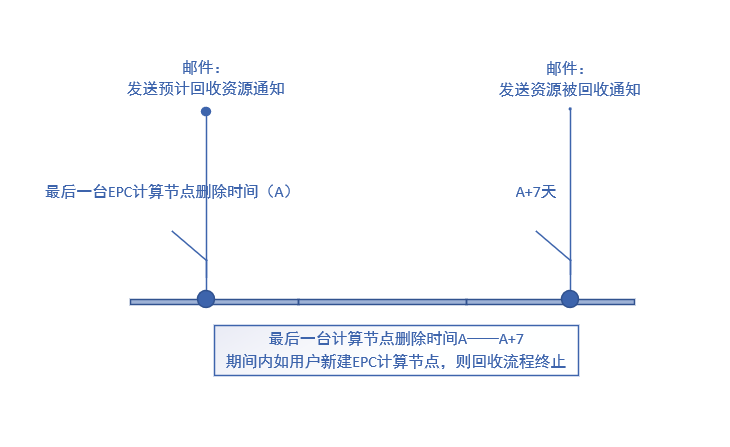 邮件：
发送预计回收资源通知
邮件：
发送资源被回收通知
最后一台EPC计算节点删除时间（A）
A+7天
最后一台计算节点删除时间A——A+7
期间内如用户新建EPC计算节点，则回收流程终止